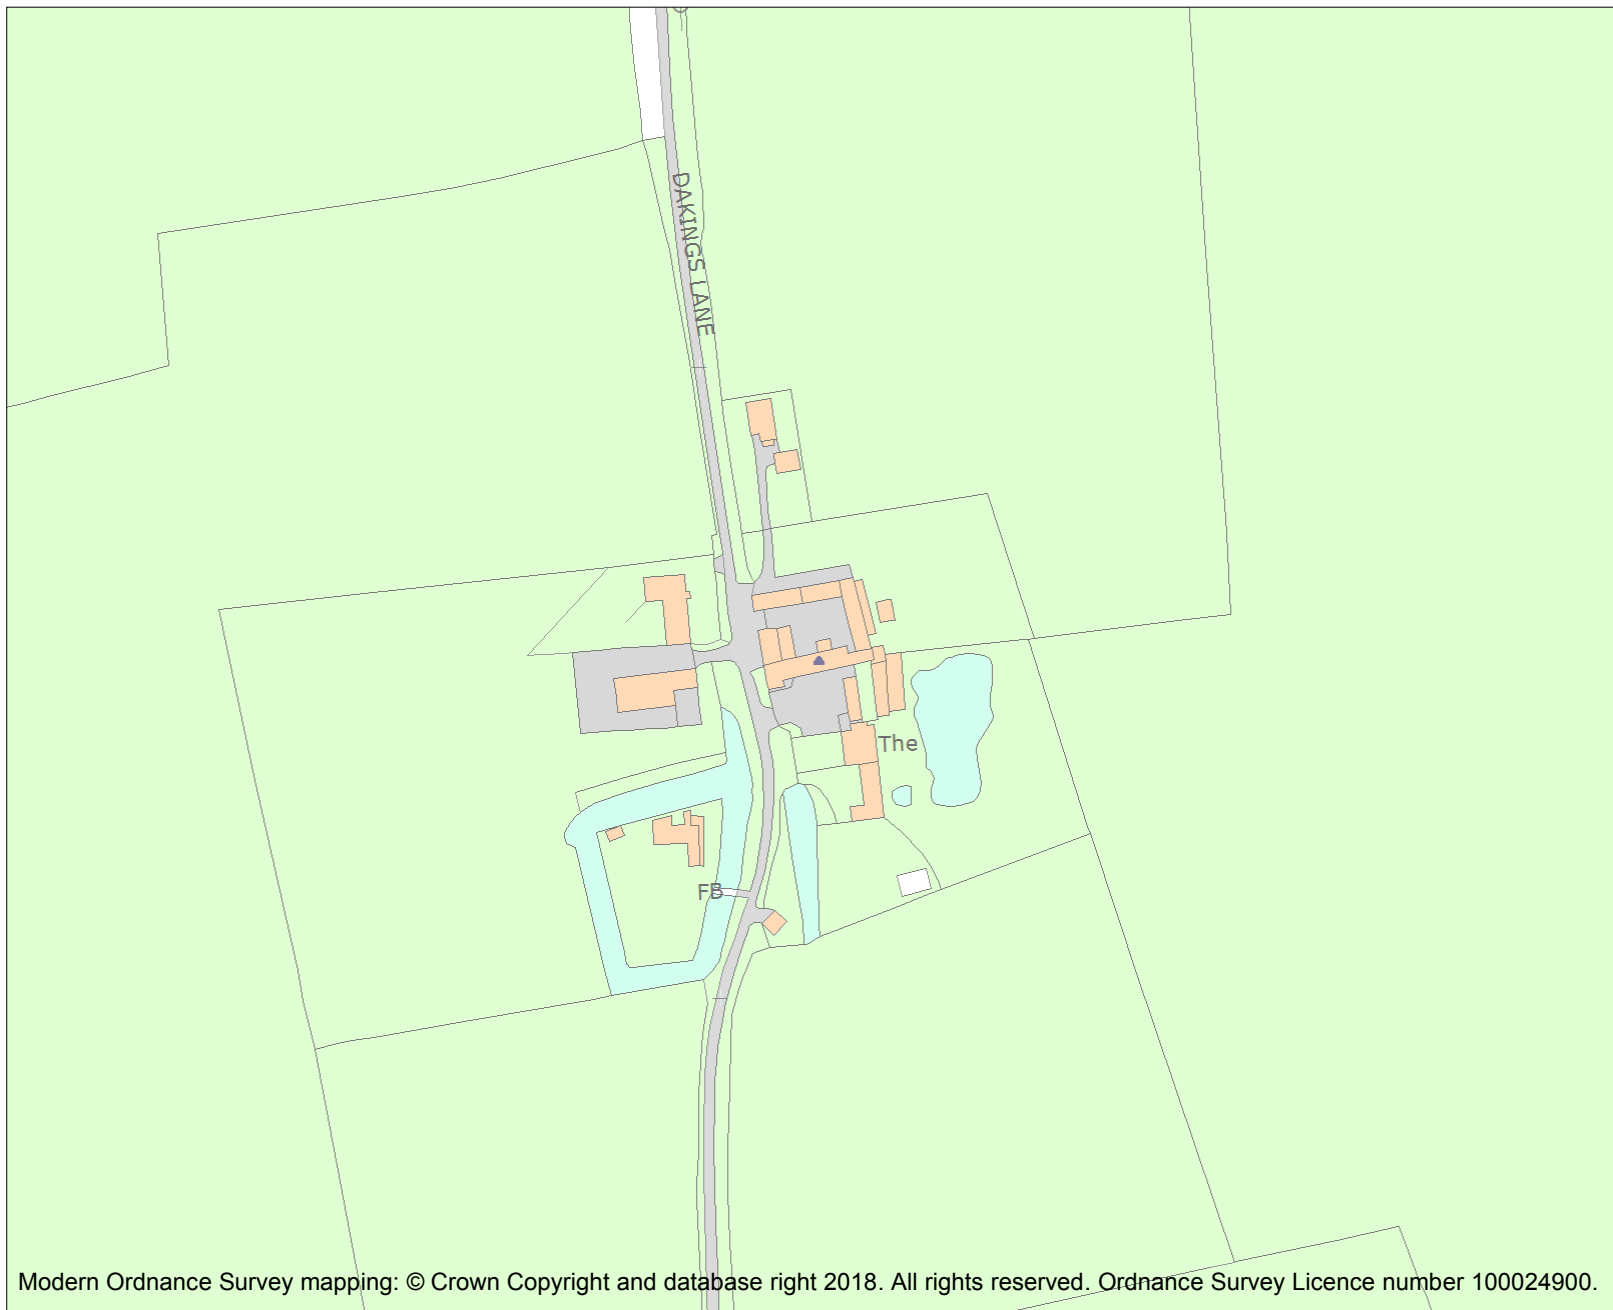 DAKINGS LANE
The
FB
Modern Ordnance Survey mapping: © Crown Copyright and database right 2018. All rights reserved. Ordnance Survey Licence number 100024900.